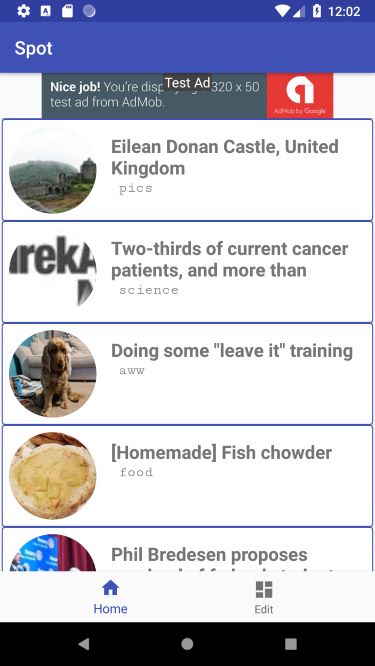 12:02
Spot
Nice job! You're disp
Test Ad
320 x 50
test ad from AdMob.
AdMob by Google
Eilean Donan Castle, United
Kingdom
pics
Two-thirds of current cancer
patients, and more than
science
Doing some "leave it" training
aww
[Homemade] Fish chowder
food
Phil Bredesen proposes
Home
Edit